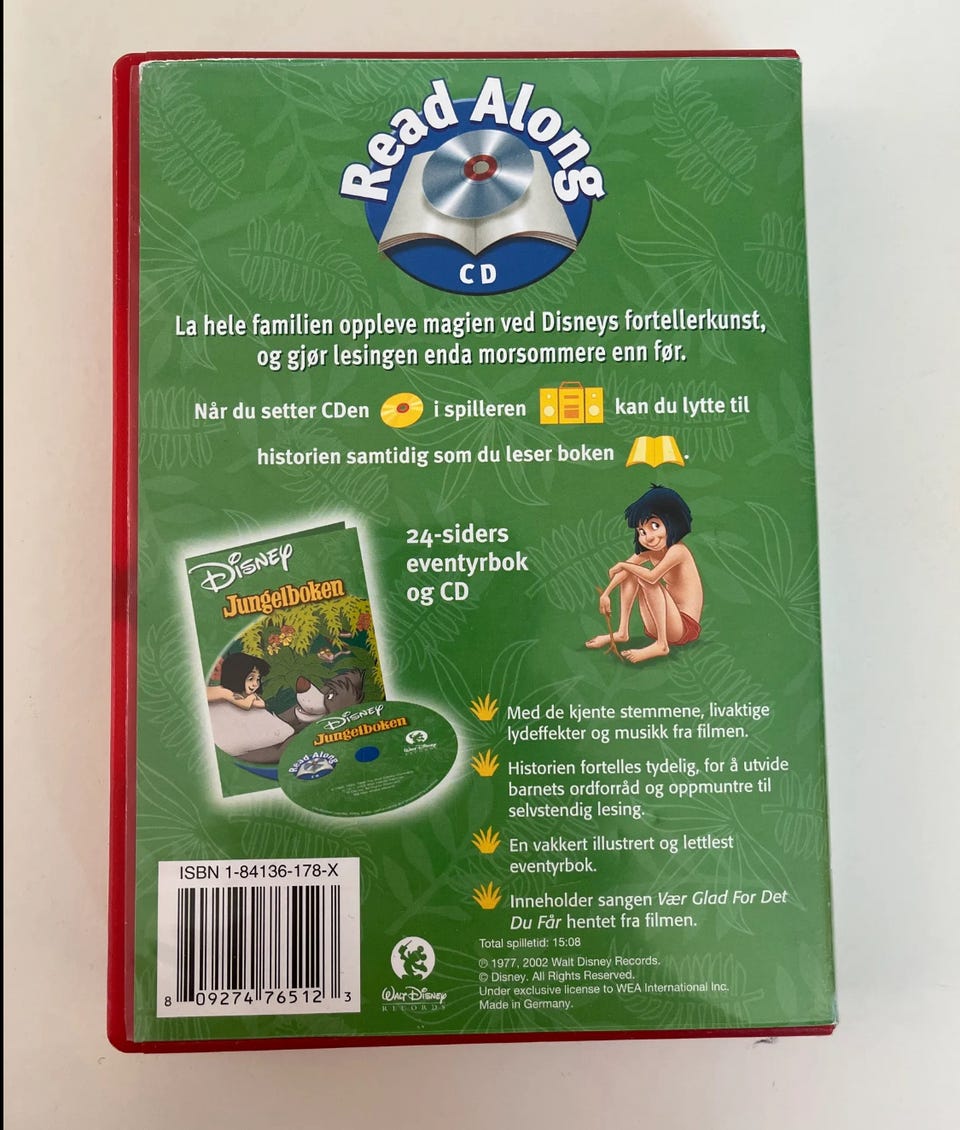 Read Along
CD
La hele familien oppleve magien ved Disneys fortellerkunst,
og gjør lesingen enda morsommere enn før.
Når du setter CDen i spilleren kan du lytte til
historien samtidig som du leser boken .
24-siders
eventyrbok
og CD
Disney
Jungelboken
Disney
Jungelboken
Read Along
CD
Walt Disney
Med de kjente stemmene, livaktige
lydeffekter og musikk fra filmen.
Historien fortelles tydelig, for å utvide
barnets ordforråd og oppmuntre til
selvstendig lesing.
En vakkert illustrert og lettlest
eventyrbok.
Inneholder sangen Vær Glad For Det
Du Får hentet fra filmen.
ISBN 1-84136-178-X
8 09274 76512 3
Walt Disney
RECORDS
Total spilletid: 15:08
℗ 1977, 2002 Walt Disney Records.
© Disney. All Rights Reserved.
Under exclusive license to WEA International Inc.
Made in Germany.